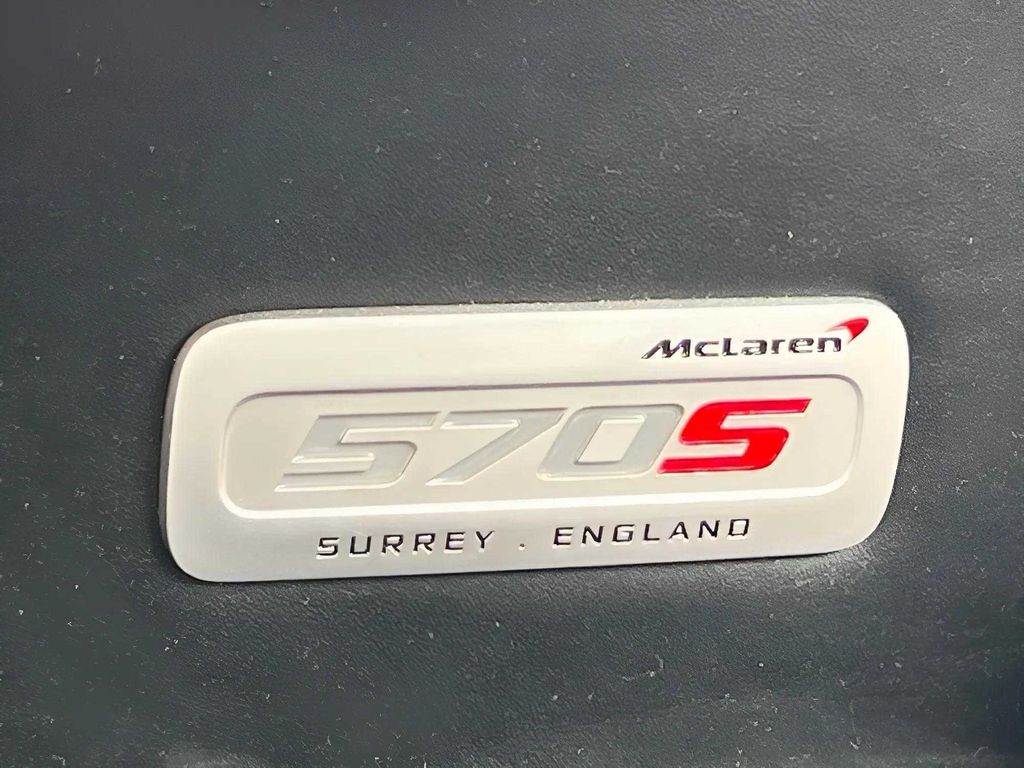 McLaren
570S
SURREY . ENGLAND